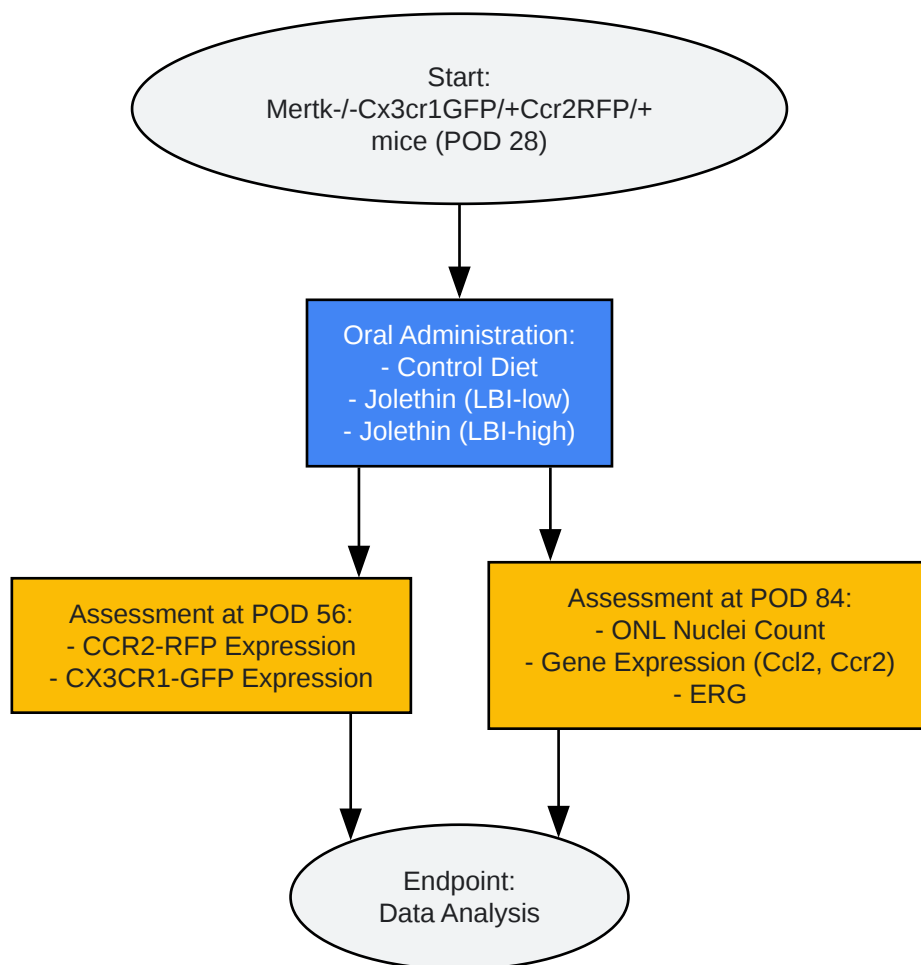 Start:
Mertk-/-Cx3cr1GFP/+Ccr2RFP/+
mice (POD 28)
Oral Administration:
- Control Diet
- Jolethin (LBI-low)
- Jolethin (LBI-high)
Assessment at POD 56:
- CCR2-RFP Expression
- CX3CR1-GFP Expression
Assessment at POD 84:
- ONL Nuclei Count
- Gene Expression (Ccl2, Ccr2)
- ERG
Endpoint:
Data Analysis